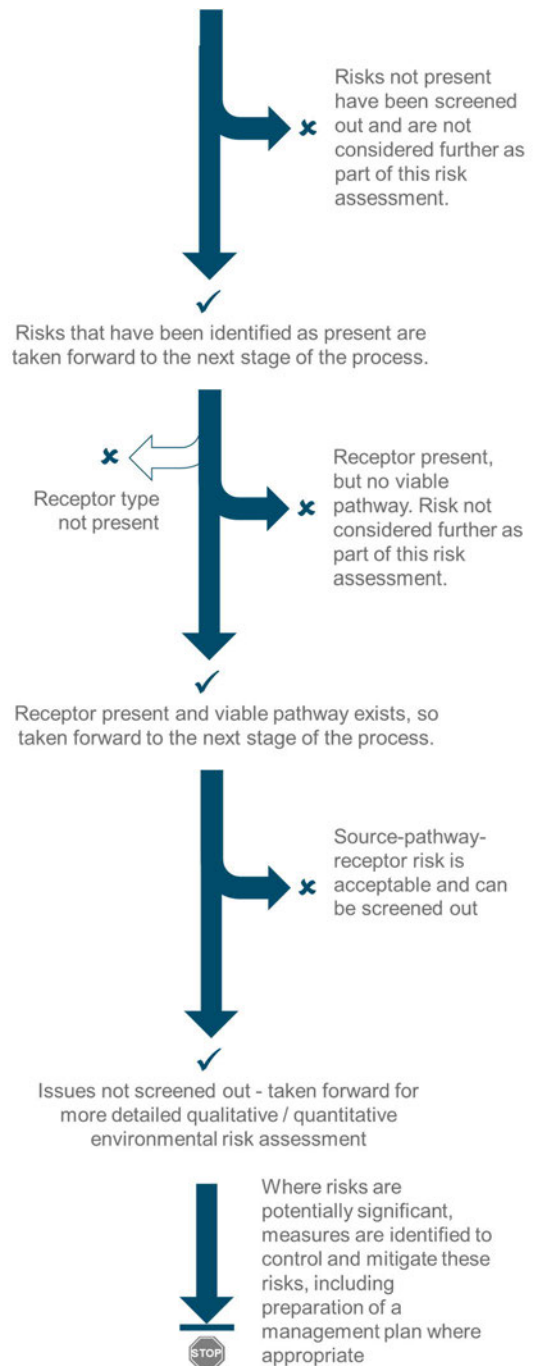 Risks not present
have been screened
out and are not
considered further as
part of this risk
assessment.
Risks that have been identified as present are
taken forward to the next stage of the process.
Receptor type
not present
Receptor present,
but no viable
pathway. Risk not
considered further as
part of this risk
assessment.
Receptor present and viable pathway exists, so
taken forward to the next stage of the process.
Source-pathway-
receptor risk is
acceptable and can
be screened out
Issues not screened out - taken forward for
more detailed qualitative / quantitative
environmental risk assessment
Where risks are
potentially significant,
measures are identified to
control and mitigate these
risks, including
preparation of a
management plan where
appropriate
STOP